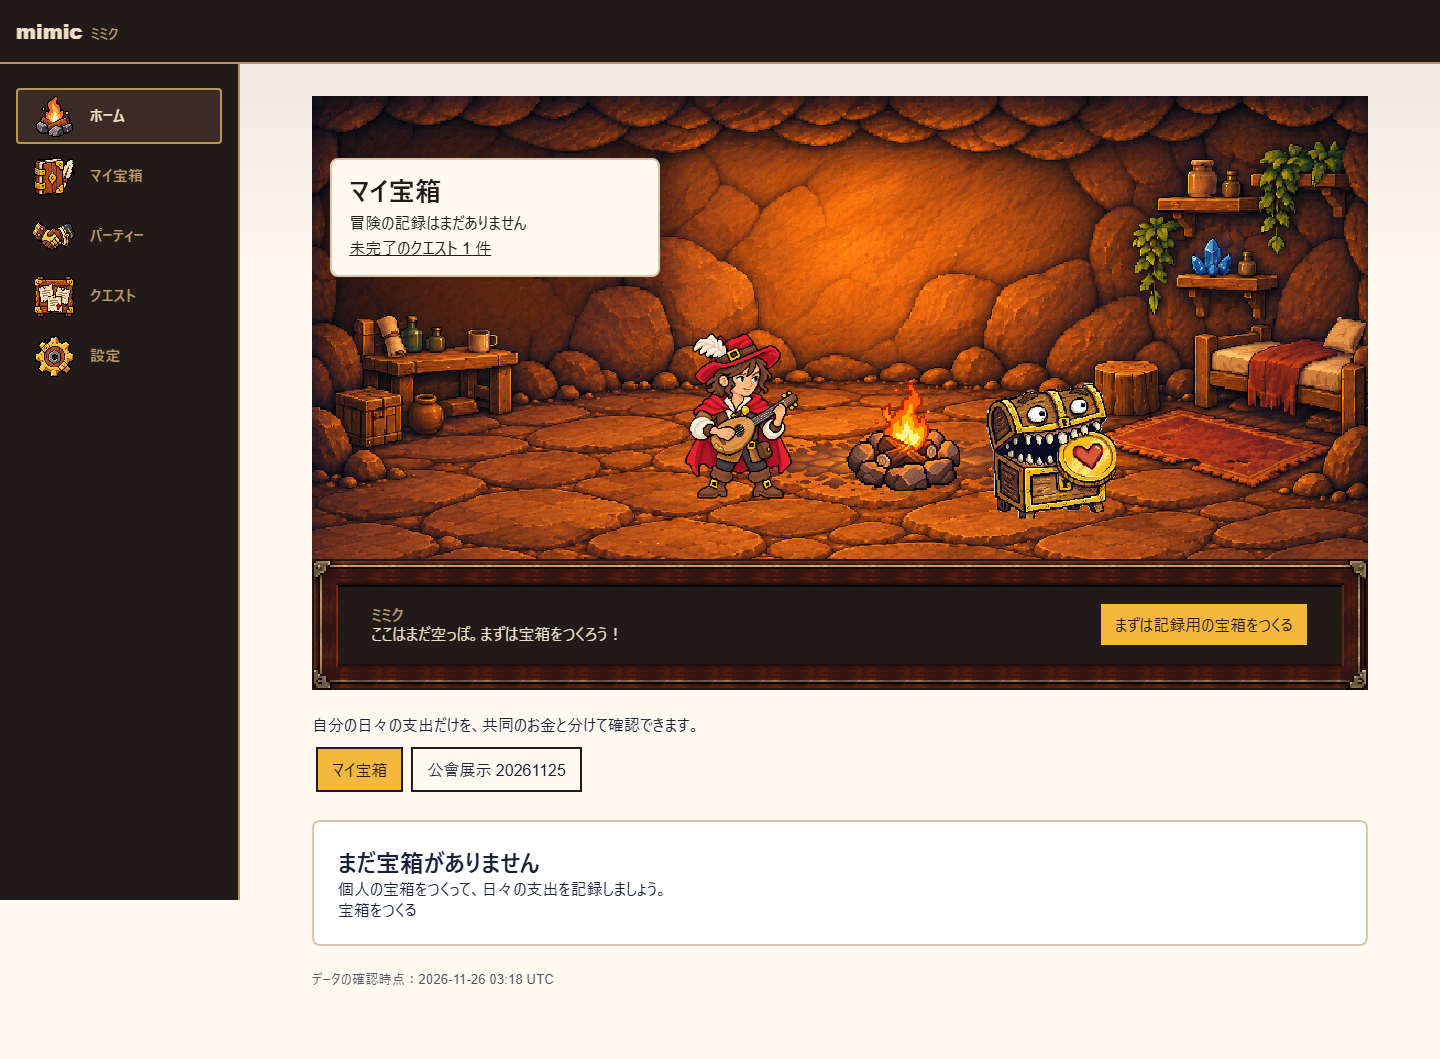 mimic ミミク
ホーム
マイ宝箱
パーティー
クエスト
設定
マイ宝箱
冒険の記録はまだありません
未完了のクエスト 1 件
ミミク
ここはまだ空っぽ。まずは宝箱をつくろう！
まずは記録用の宝箱をつくる
自分の日々の支出だけを、共同のお金と分けて確認できます。
マイ宝箱
公會展示 20261125
まだ宝箱がありません
個人の宝箱をつくって、日々の支出を記録しましょう。
宝箱をつくる
データの確認時点：2026-11-26 03:18 UTC